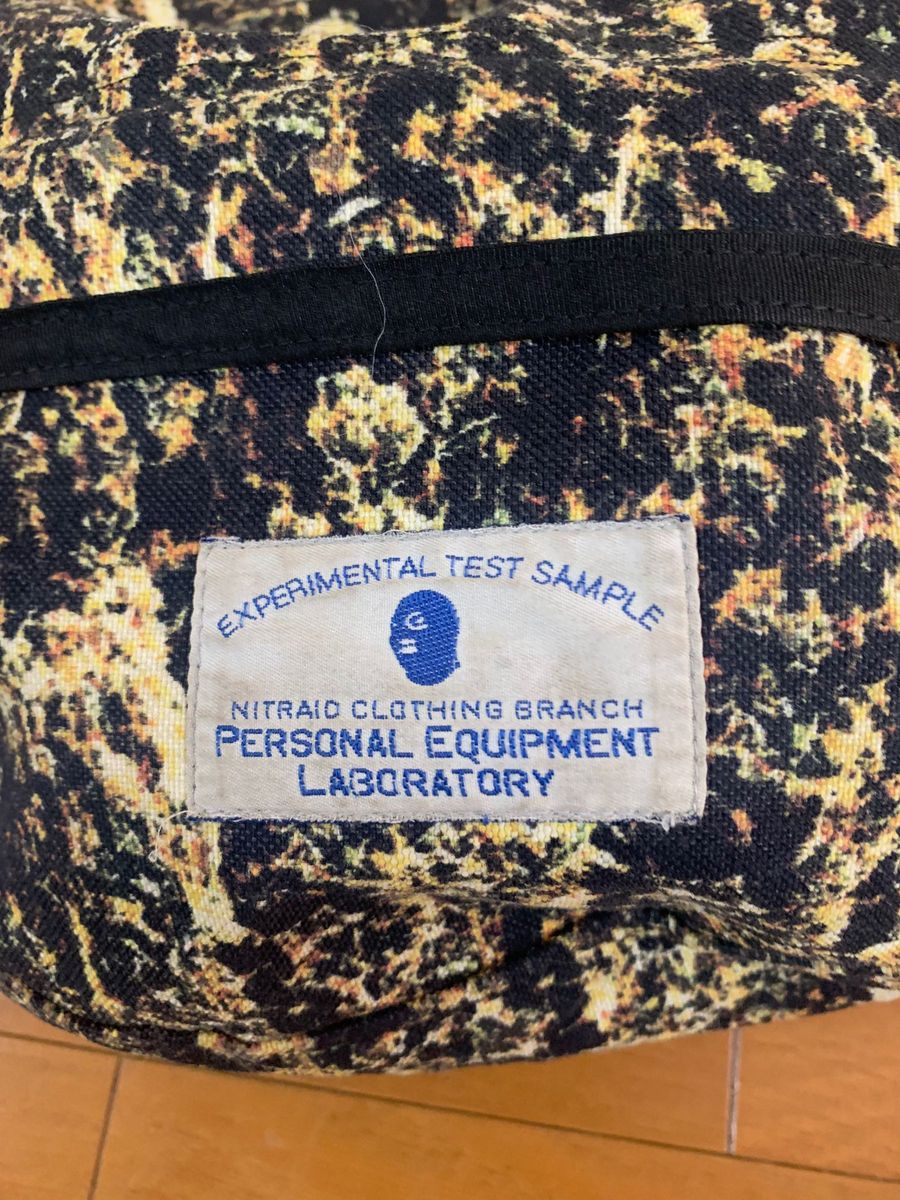 EXPERIMENTAL TEST SAMPLE
NITRAID CLOTHING BRANCH
PERSONAL EQUIPMENT
LABORATORY